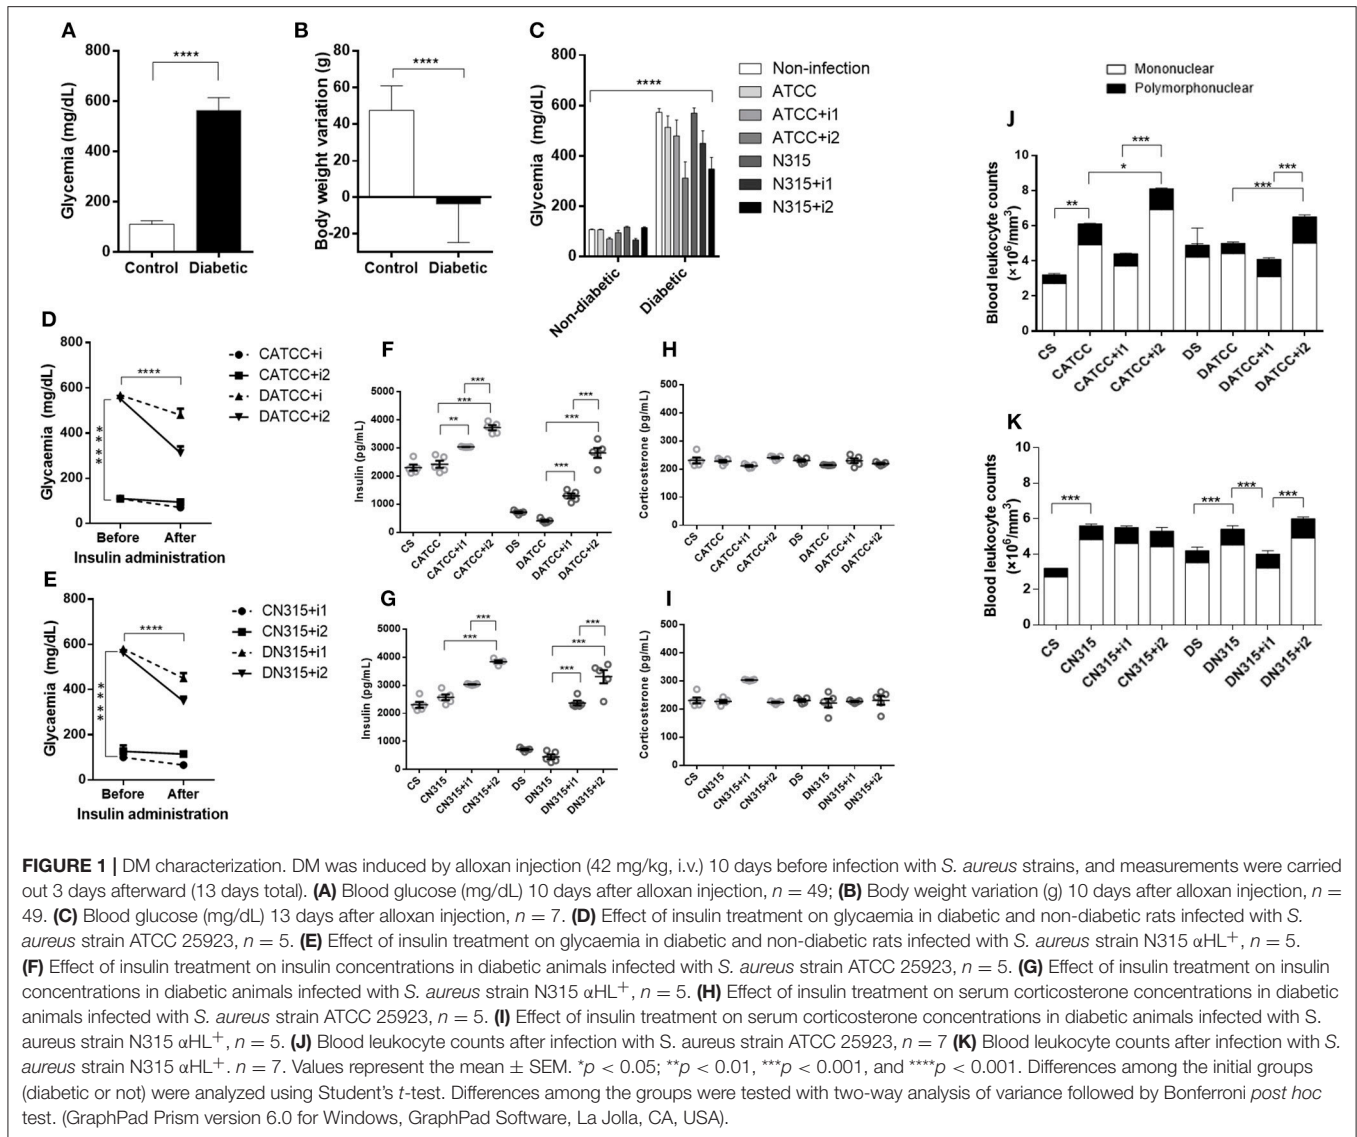 A
Glycemia (mg/dL)
800
600
400
200
0
****
Control Diabetic
B
Body weight variation (g)
80
60
40
20
0
-20
****
Control Diabetic
C
Glycemia (mg/dL)
800
600
400
200
0
****
Non-infection
ATCC
ATCC+i1
ATCC+i2
N315
N315+i1
N315+i2
Non-diabetic
Diabetic
D
Glycaemia (mg/dL)
800
600
400
200
0
****
****
Before After
Insulin administration
CATCC+i
CATCC+i2
DATCC+i
DATCC+i2
E
Glycaemia (mg/dL)
800
600
400
200
0
****
****
Before After
Insulin administration
CN315+i1
CN315+i2
DN315+i1
DN315+i2
F
Insulin (pg/mL)
5000
4000
3000
2000
1000
0
***
***
**
***
***
***
CS CATCC CATCC+i1 CATCC+i2 DS DATCC DATCC+i1 DATCC+i2
G
Insulin (pg/mL)
5000
4000
3000
2000
1000
0
***
***
***
***
***
CS CN315 CN315+i1 CN315+i2 DS DN315 DN315+i1 DN315+i2
H
Corticosterone (pg/mL)
500
400
300
200
100
0
CS CATCC CATCC+i1 CATCC+i2 DS DATCC DATCC+i1 DATCC+i2
I
Corticosterone (pg/mL)
500
400
300
200
100
0
CS CN315 CN315+i1 CN315+i2 DS DN315 DN315+i1 DN315+i2
Mononuclear
Polymorphonuclear
J
Blood leukocyte counts
(×10⁶/mm³)
10
8
6
4
2
0
**
*
***
***
***
CS CATCC CATCC+i1 CATCC+i2 DS DATCC DATCC+i1 DATCC+i2
K
Blood leukocyte counts
(×10⁶/mm³)
10
8
6
4
2
0
***
***
***
***
CS CN315 CN315+i1 CN315+i2 DS DN315 DN315+i1 DN315+i2
FIGURE 1 | DM characterization. DM was induced by alloxan injection (42 mg/kg, i.v.) 10 days before infection with S. aureus strains, and measurements were carried
out 3 days afterward (13 days total). (A) Blood glucose (mg/dL) 10 days after alloxan injection, n = 49; (B) Body weight variation (g) 10 days after alloxan injection, n =
49. (C) Blood glucose (mg/dL) 13 days after alloxan injection, n = 7. (D) Effect of insulin treatment on glycaemia in diabetic and non-diabetic rats infected with S.
aureus strain ATCC 25923, n = 5. (E) Effect of insulin treatment on glycaemia in diabetic and non-diabetic rats infected with S. aureus strain N315 αHL⁺, n = 5.
(F) Effect of insulin treatment on insulin concentrations in diabetic animals infected with S. aureus strain ATCC 25923, n = 5. (G) Effect of insulin treatment on insulin
concentrations in diabetic animals infected with S. aureus strain N315 αHL⁺, n = 5. (H) Effect of insulin treatment on serum corticosterone concentrations in diabetic
animals infected with S. aureus strain ATCC 25923, n = 5. (I) Effect of insulin treatment on serum corticosterone concentrations in diabetic animals infected with S.
aureus strain N315 αHL⁺, n = 5. (J) Blood leukocyte counts after infection with S. aureus strain ATCC 25923, n = 7 (K) Blood leukocyte counts after infection with S.
aureus strain N315 αHL⁺. n = 7. Values represent the mean ± SEM. *p < 0.05; **p < 0.01, ***p < 0.001, and ****p < 0.001. Differences among the initial groups
(diabetic or not) were analyzed using Student's t-test. Differences among the groups were tested with two-way analysis of variance followed by Bonferroni post hoc
test. (GraphPad Prism version 6.0 for Windows, GraphPad Software, La Jolla, CA, USA).